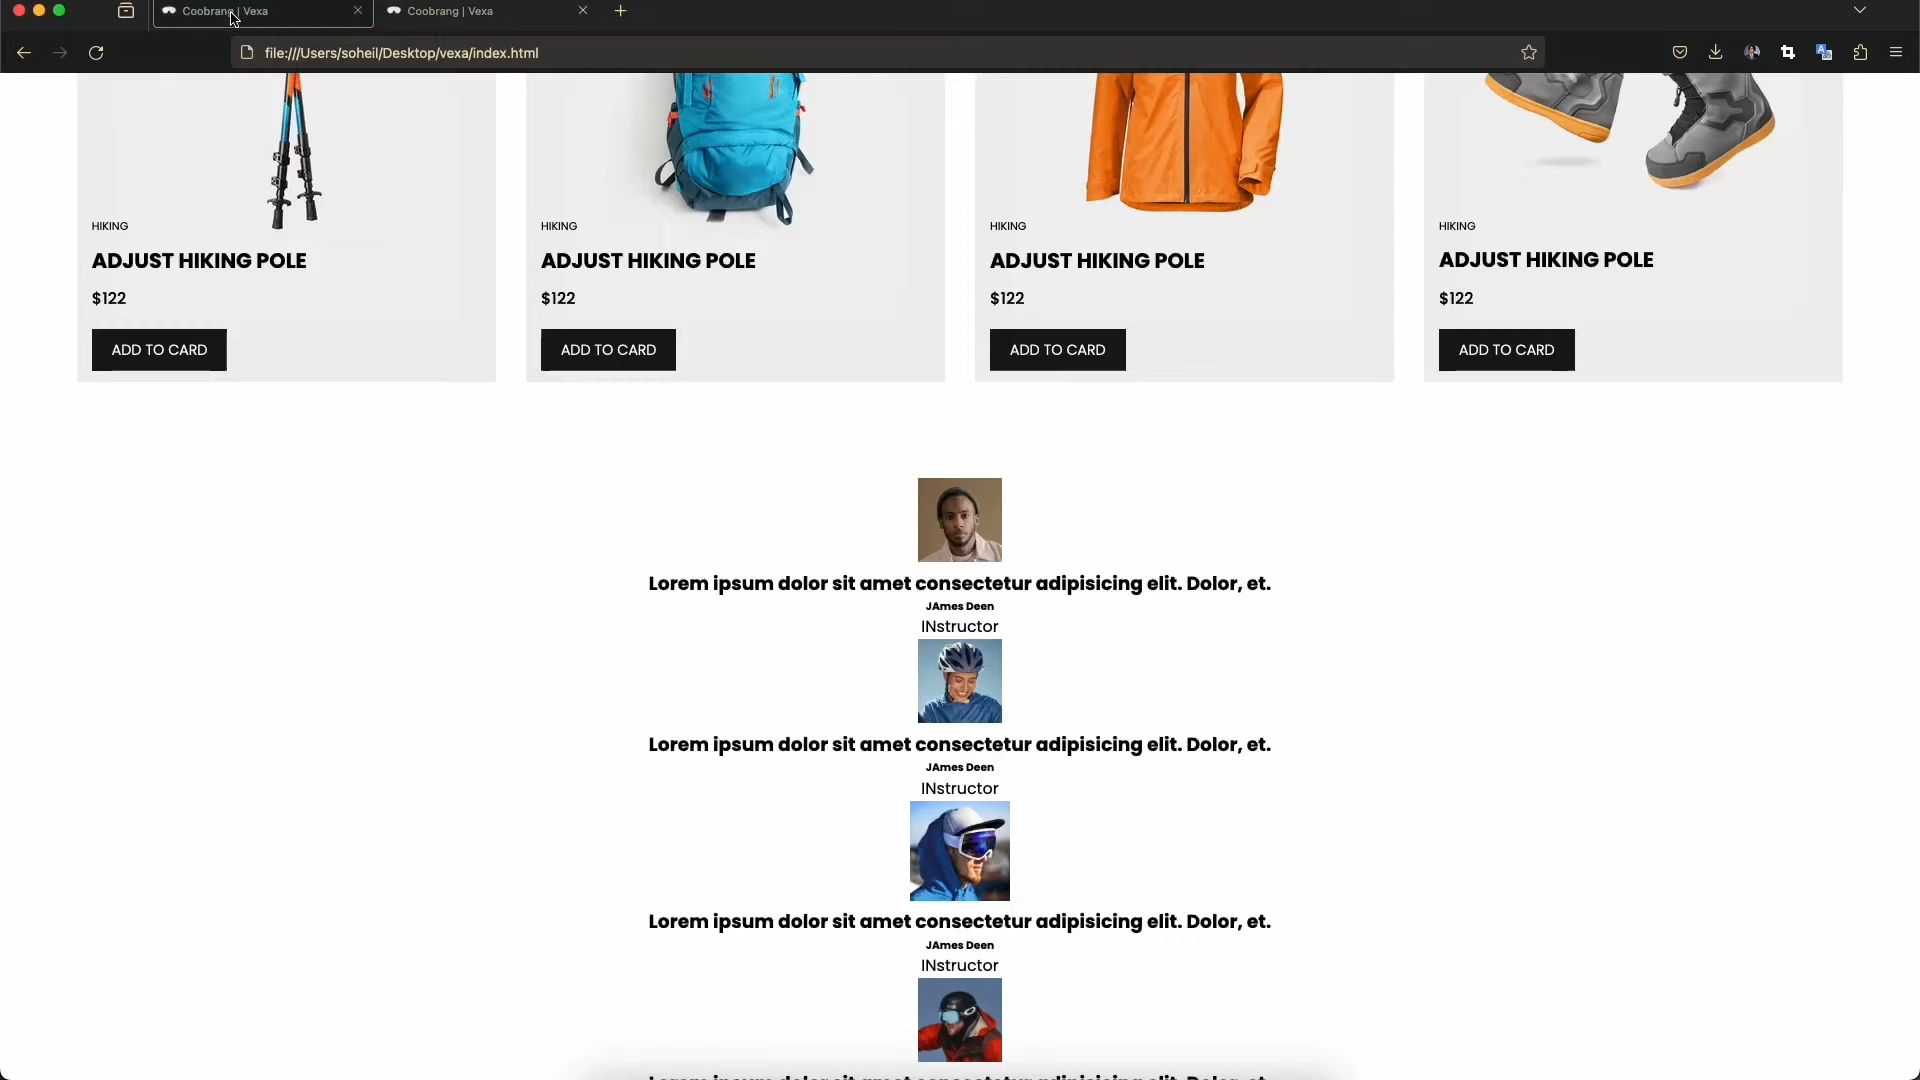 Coobrang | Vexa
Coobrang | Vexa
file:///Users/soheil/Desktop/vexa/index.html
HIKING
ADJUST HIKING POLE
$122
ADD TO CARD
HIKING
ADJUST HIKING POLE
$122
ADD TO CARD
HIKING
ADJUST HIKING POLE
$122
ADD TO CARD
HIKING
ADJUST HIKING POLE
$122
ADD TO CARD
Lorem ipsum dolor sit amet consectetur adipisicing elit. Dolor, et.
JAmes Deen
INstructor
Lorem ipsum dolor sit amet consectetur adipisicing elit. Dolor, et.
JAmes Deen
INstructor
Lorem ipsum dolor sit amet consectetur adipisicing elit. Dolor, et.
JAmes Deen
INstructor